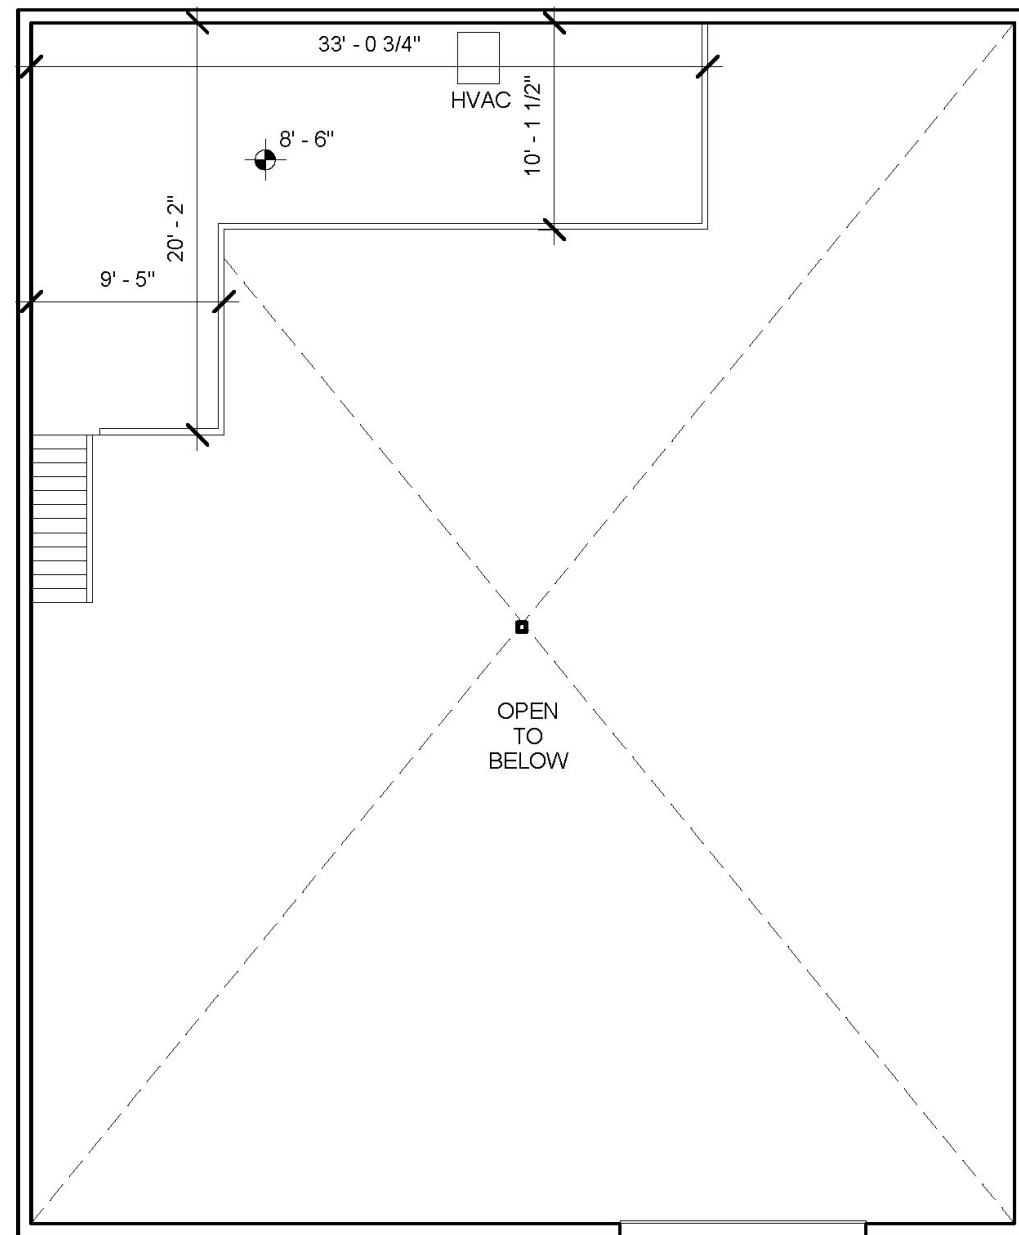 33' - 0 3/4"
HVAC
10' - 1 1/2"
8' - 6"
20' - 2"
9' - 5"
OPEN
TO
BELOW